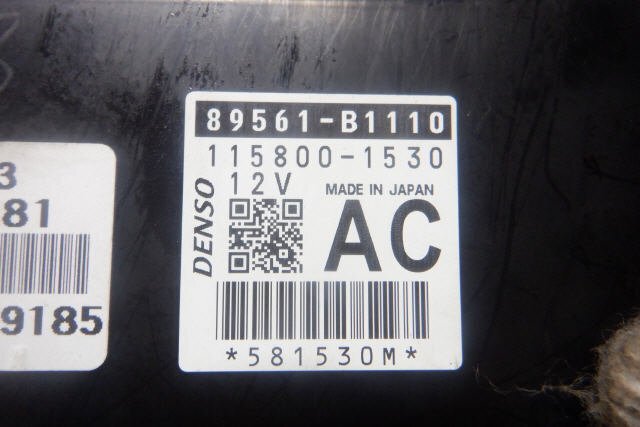 3
81
9185
89561-B1110
115800-1530
12V
MADE IN JAPAN
DENSO
AC
*581530M*